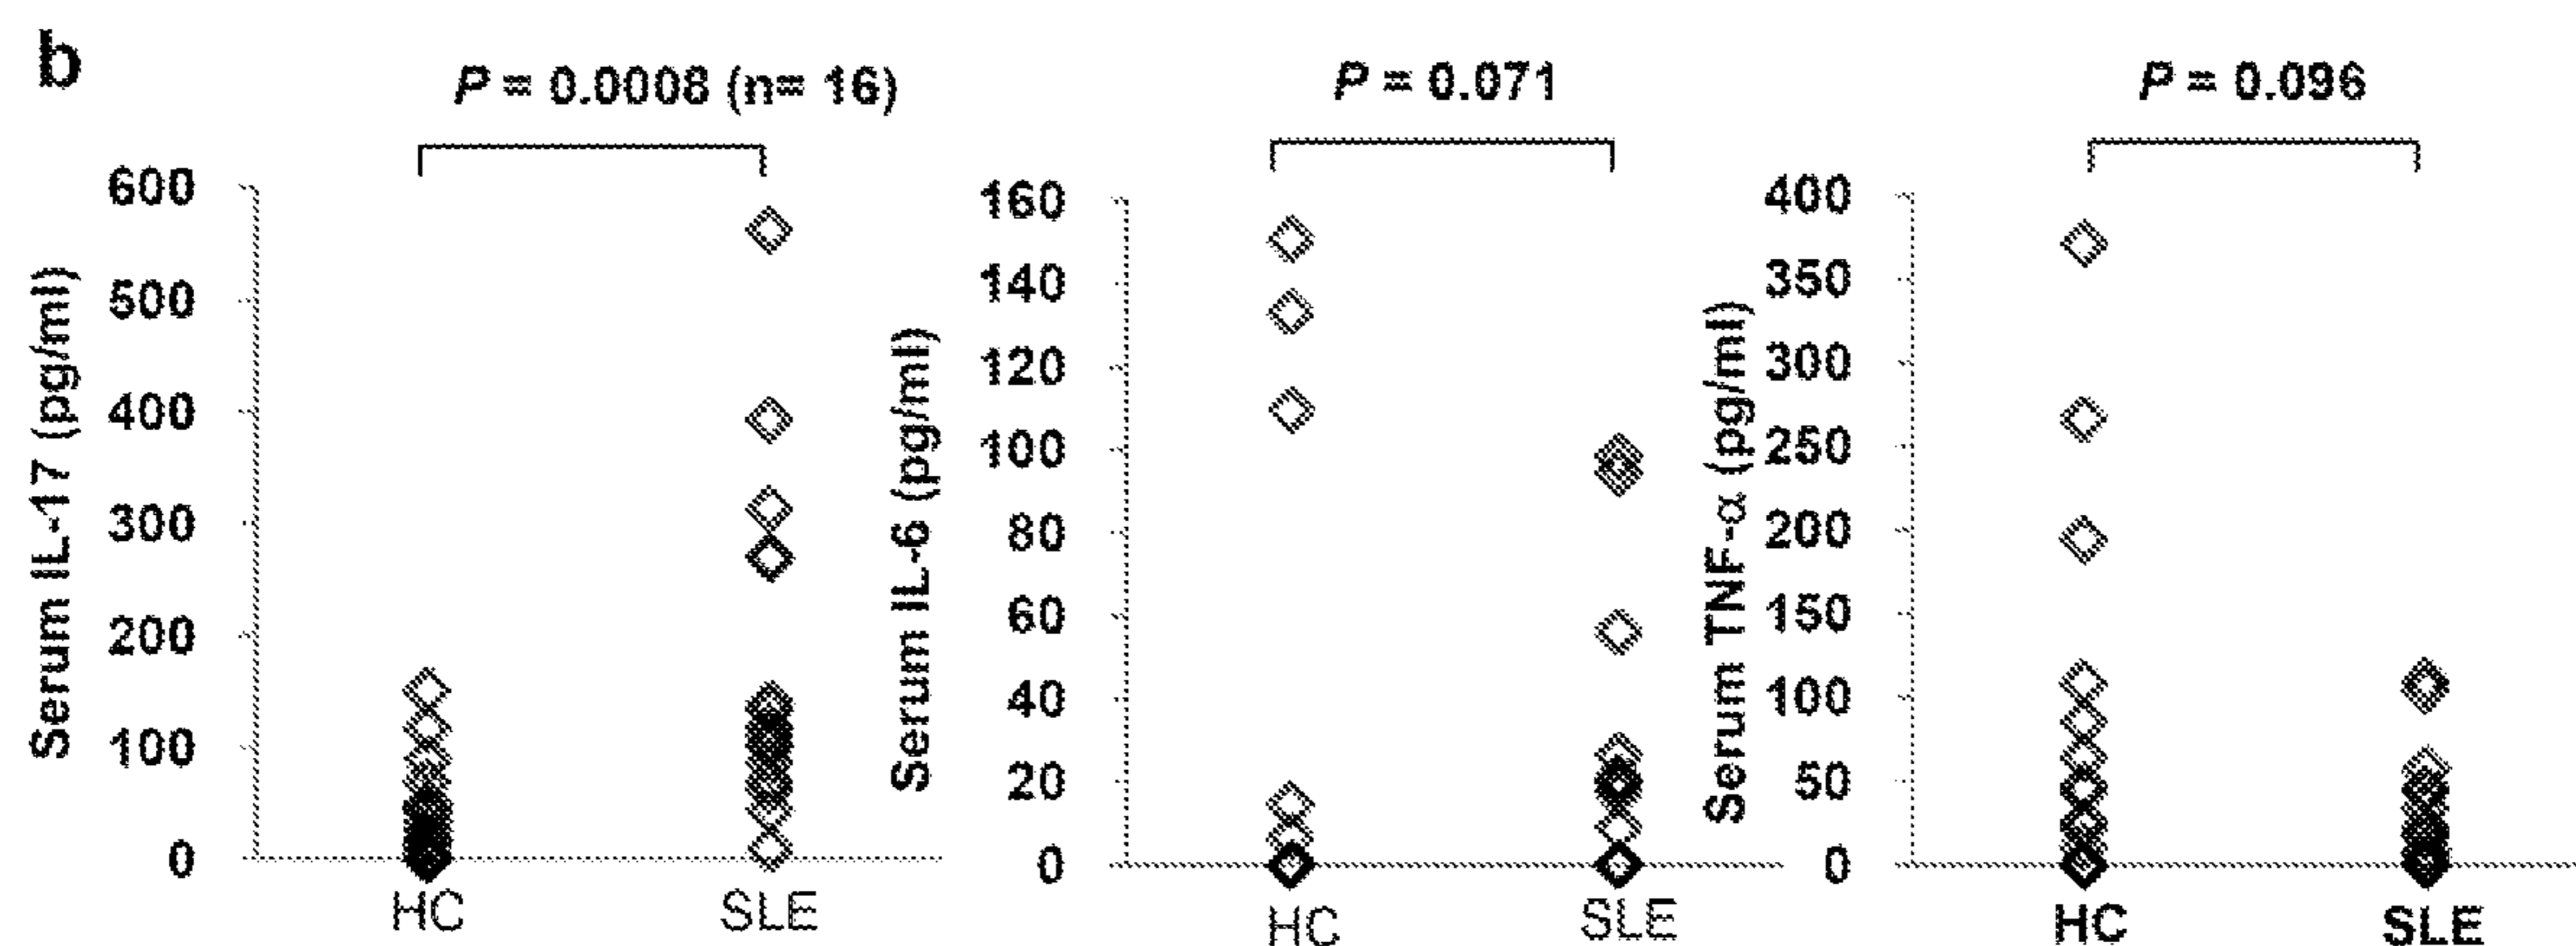 b
P = 0.0008 (n= 16)
Serum IL-17 (pg/ml)
600
500
400
300
200
100
0
HC SLE
P = 0.071
Serum IL-6 (pg/ml)
160
140
120
100
80
60
40
20
0
HC SLE
P = 0.096
Serum TNF-α (pg/ml)
400
350
300
250
200
150
100
50
0
HC SLE